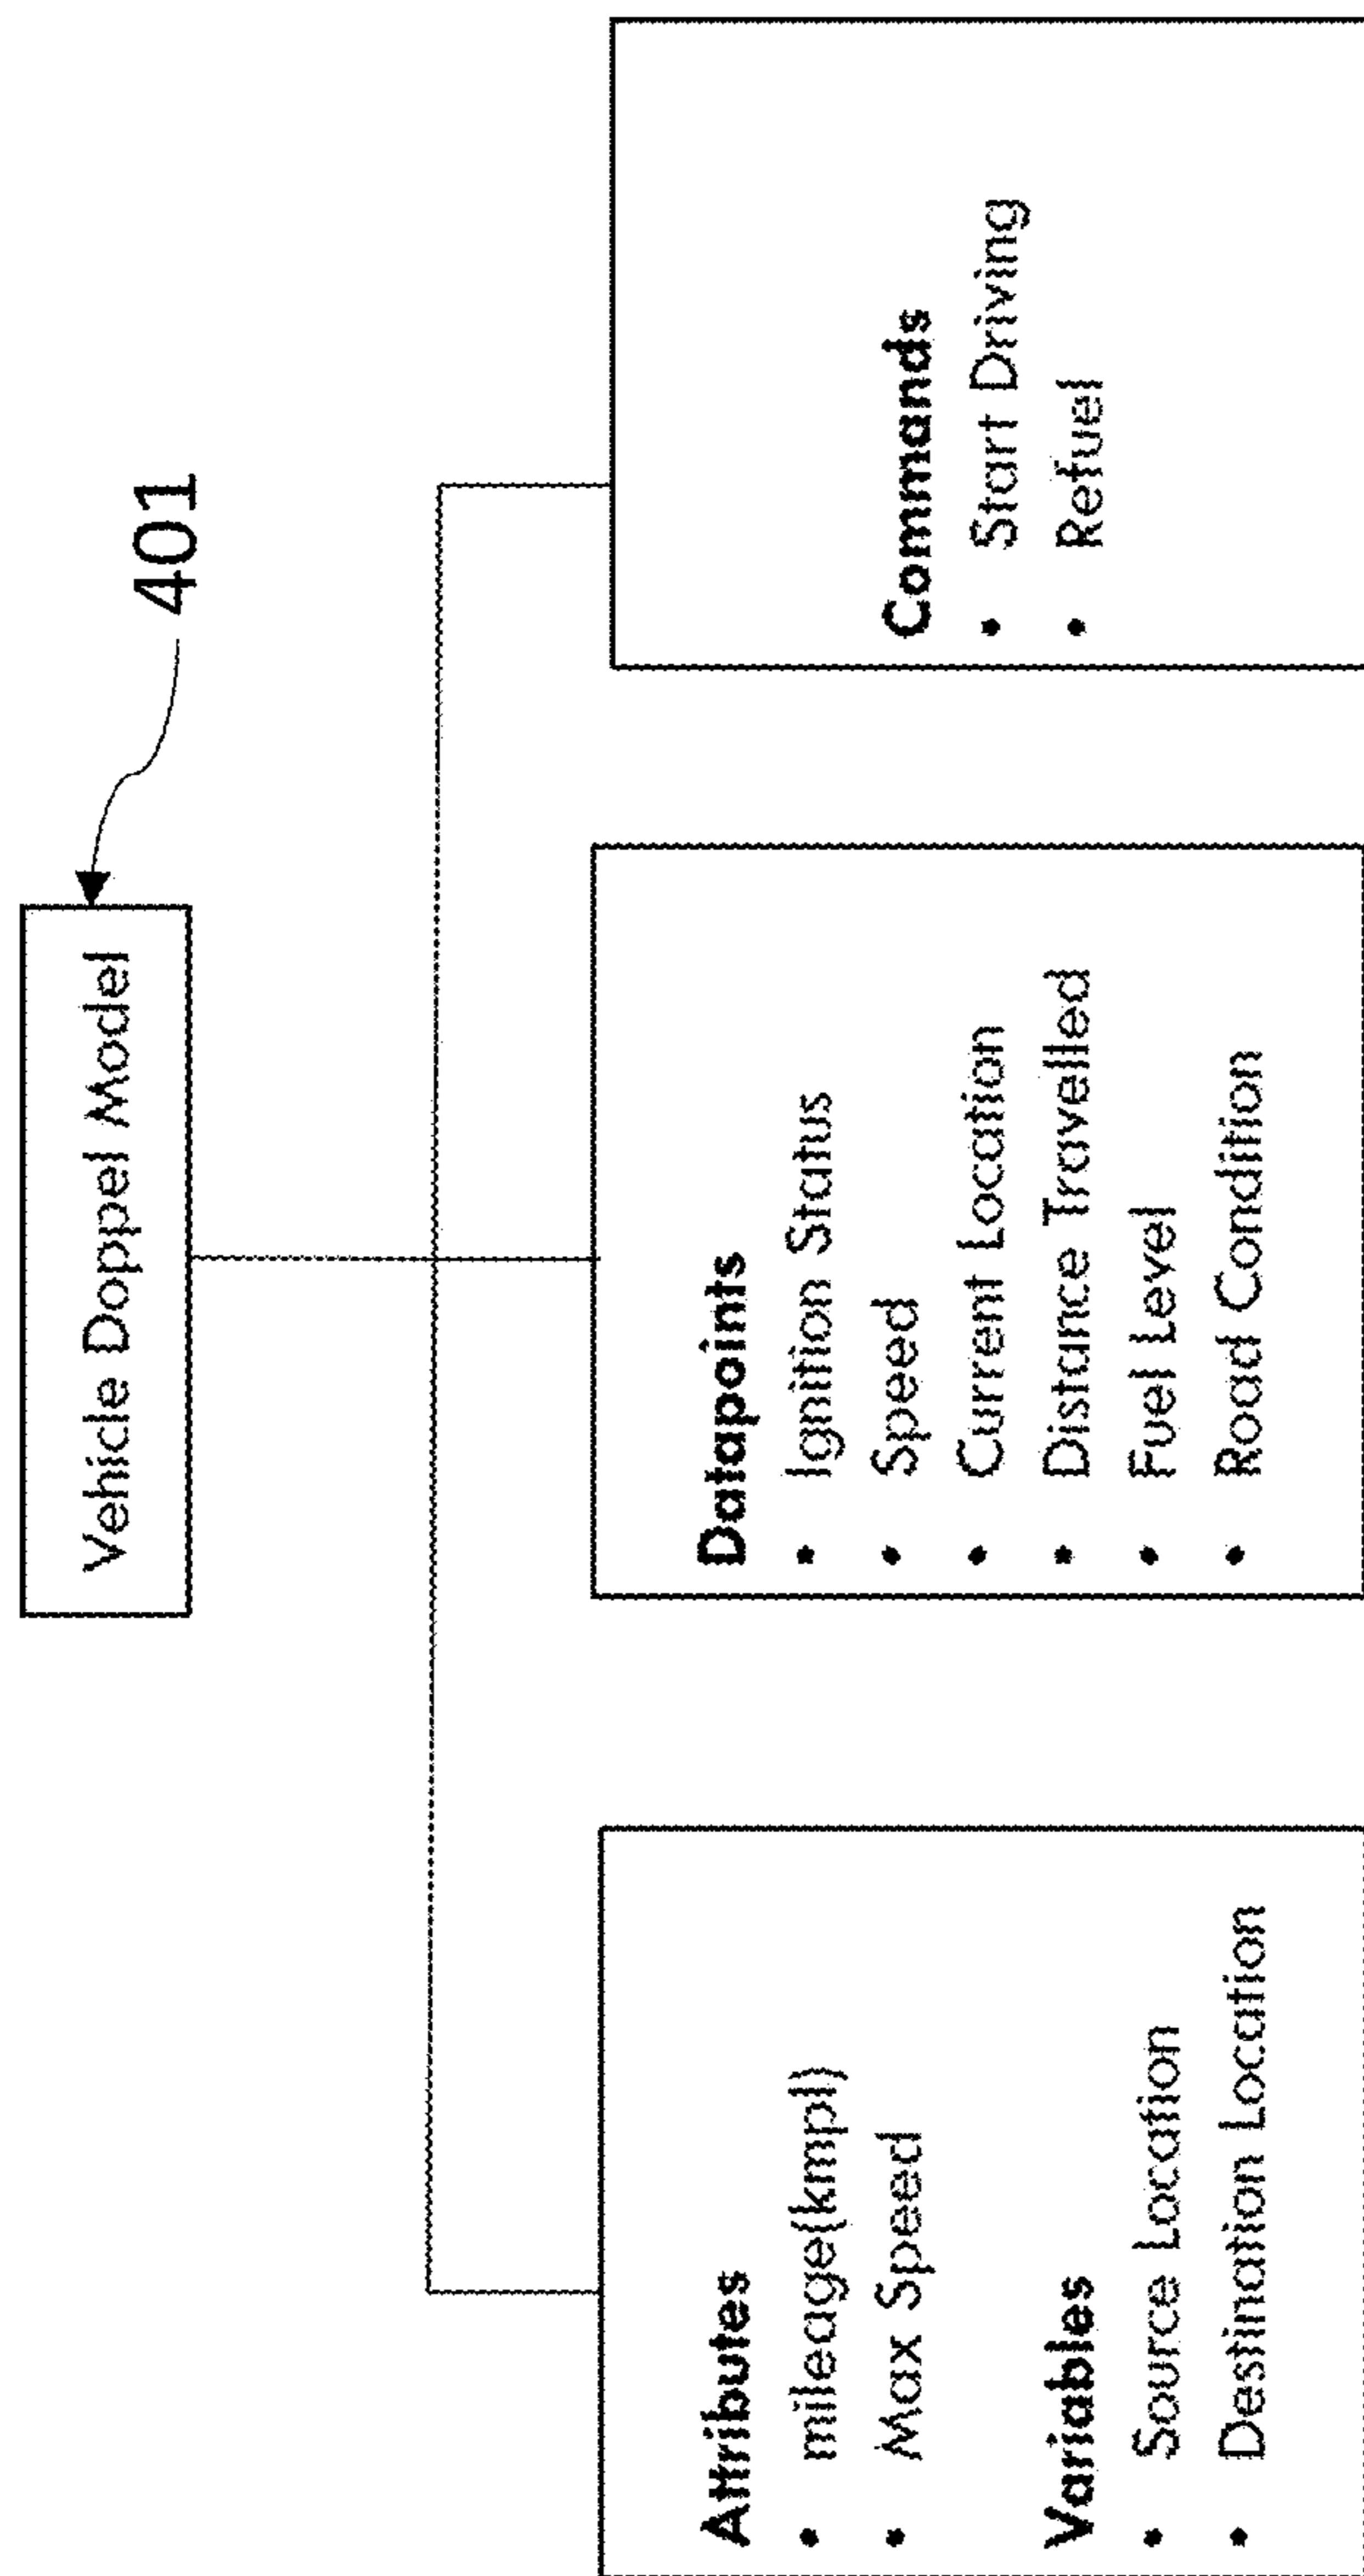 401
Vehicle Doppel Model
Attributes
• mileage(kmpl)
• Max Speed
Variables
• Source Location
• Destination Location
Datapoints
• Ignition Status
• Speed
• Current Location
• Distance Travelled
• Fuel Level
• Road Condition
Commands
• Start Driving
• Refuel